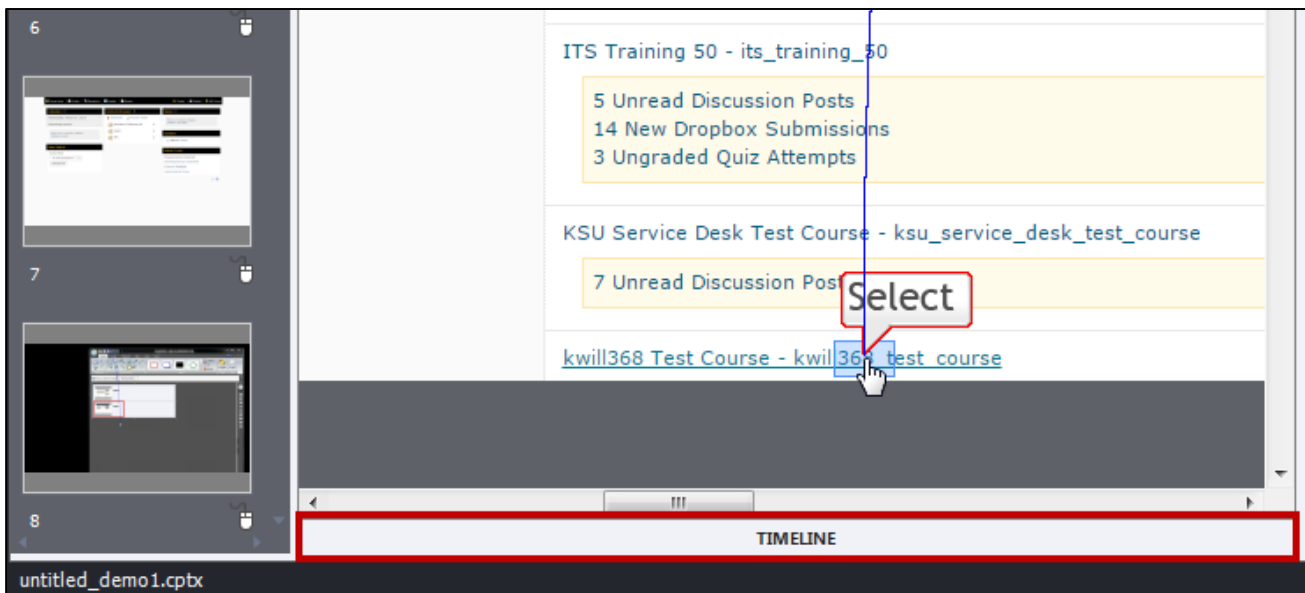 6
7
8
ITS Training 50 - its_training_50
5 Unread Discussion Posts
14 New Dropbox Submissions
3 Ungraded Quiz Attempts
KSU Service Desk Test Course - ksu_service_desk_test_course
7 Unread Discussion Post
Select
kwill368 Test Course - kwill368_test_course
TIMELINE
untitled_demo1.cptx